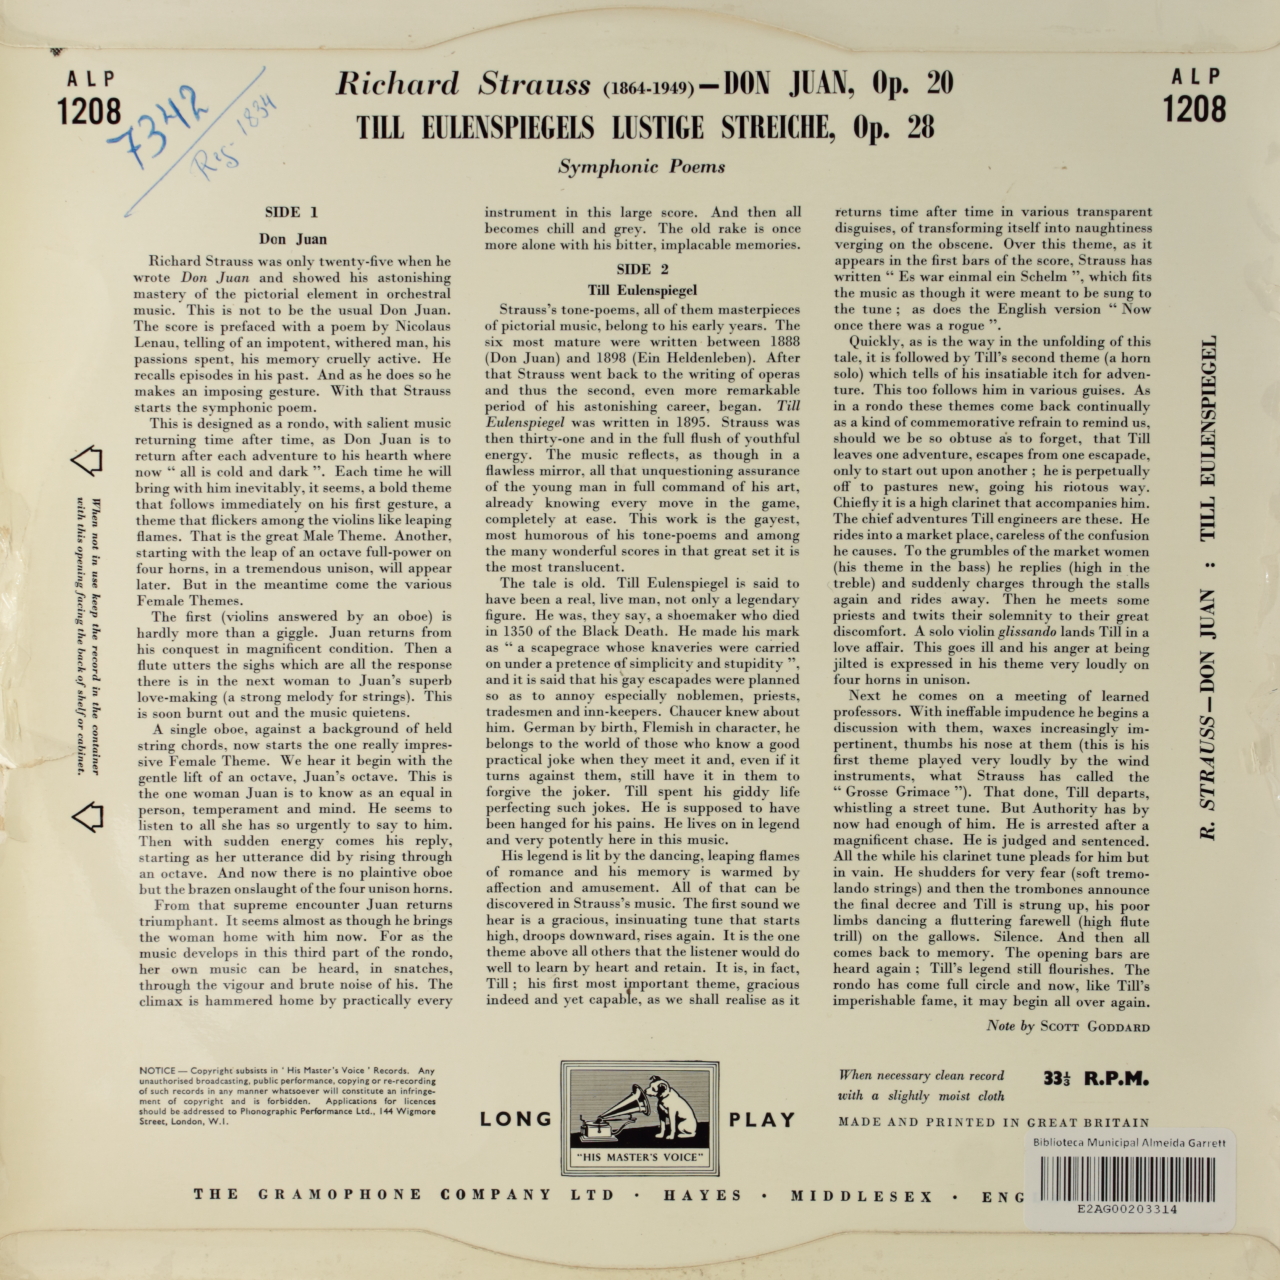 ALP
1208
7342
Reg. 1834
Richard Strauss (1864-1949)—DON JUAN, Op. 20
TILL EULENSPIEGELS LUSTIGE STREICHE, Op. 28
Symphonic Poems
ALP
1208
SIDE 1
Don Juan
Richard Strauss was only twenty-five when he
wrote Don Juan and showed his astonishing
mastery of the pictorial element in orchestral
music. This is not to be the usual Don Juan.
The score is prefaced with a poem by Nicolaus
Lenau, telling of an impotent, withered man, his
passions spent, his memory cruelly active. He
recalls episodes in his past. And as he does so he
makes an imposing gesture. With that Strauss
starts the symphonic poem.
This is designed as a rondo, with salient music
returning time after time, as Don Juan is to
return after each adventure to his hearth where
now “ all is cold and dark ”. Each time he will
bring with him inevitably, it seems, a bold theme
that follows immediately on his first gesture, a
theme that flickers among the violins like leaping
flames. That is the great Male Theme. Another,
starting with the leap of an octave full-power on
four horns, in a tremendous unison, will appear
later. But in the meantime come the various
Female Themes.
The first (violins answered by an oboe) is
hardly more than a giggle. Juan returns from
his conquest in magnificent condition. Then a
flute utters the sighs which are all the response
there is in the next woman to Juan's superb
love-making (a strong melody for strings). This
is soon burnt out and the music quietens.
A single oboe, against a background of held
string chords, now starts the one really impres-
sive Female Theme. We hear it begin with the
gentle lift of an octave, Juan's octave. This is
the one woman Juan is to know as an equal in
person, temperament and mind. He seems to
listen to all she has so urgently to say to him.
Then with sudden energy comes his reply,
starting as her utterance did by rising through
an octave. And now there is no plaintive oboe
but the brazen onslaught of the four unison horns.
From that supreme encounter Juan returns
triumphant. It seems almost as though he brings
the woman home with him now. For as the
music develops in this third part of the rondo,
her own music can be heard, in snatches,
through the vigour and brute noise of his. The
climax is hammered home by practically every
instrument in this large score. And then all
becomes chill and grey. The old rake is once
more alone with his bitter, implacable memories.
SIDE 2
Till Eulenspiegel
Strauss's tone-poems, all of them masterpieces
of pictorial music, belong to his early years. The
six most mature were written between 1888
(Don Juan) and 1898 (Ein Heldenleben). After
that Strauss went back to the writing of operas
and thus the second, even more remarkable
period of his astonishing career, began. Till
Eulenspiegel was written in 1895. Strauss was
then thirty-one and in the full flush of youthful
energy. The music reflects, as though in a
flawless mirror, all that unquestioning assurance
of the young man in full command of his art,
already knowing every move in the game,
completely at ease. This work is the gayest,
most humorous of his tone-poems and among
the many wonderful scores in that great set it is
the most translucent.
The tale is old. Till Eulenspiegel is said to
have been a real, live man, not only a legendary
figure. He was, they say, a shoemaker who died
in 1350 of the Black Death. He made his mark
as “ a scapegrace whose knaveries were carried
on under a pretence of simplicity and stupidity ”,
and it is said that his gay escapades were planned
so as to annoy especially noblemen, priests,
tradesmen and inn-keepers. Chaucer knew about
him. German by birth, Flemish in character, he
belongs to the world of those who know a good
practical joke when they meet it and, even if it
turns against them, still have it in them to
forgive the joker. Till spent his giddy life
perfecting such jokes. He is supposed to have
been hanged for his pains. He lives on in legend
and very potently here in this music.
His legend is lit by the dancing, leaping flames
of romance and his memory is warmed by
affection and amusement. All of that can be
discovered in Strauss's music. The first sound we
hear is a gracious, insinuating tune that starts
high, droops downward, rises again. It is the one
theme above all others that the listener would do
well to learn by heart and retain. It is, in fact,
Till ; his first most important theme, gracious
indeed and yet capable, as we shall realise as it
returns time after time in various transparent
disguises, of transforming itself into naughtiness
verging on the obscene. Over this theme, as it
appears in the first bars of the score, Strauss has
written “ Es war einmal ein Schelm ”, which fits
the music as though it were meant to be sung to
the tune ; as does the English version “ Now
once there was a rogue ”.
Quickly, as is the way in the unfolding of this
tale, it is followed by Till's second theme (a horn
solo) which tells of his insatiable itch for adven-
ture. This too follows him in various guises. As
in a rondo these themes come back continually
as a kind of commemorative refrain to remind us,
should we be so obtuse as to forget, that Till
leaves one adventure, escapes from one escapade,
only to start out upon another ; he is perpetually
off to pastures new, going his riotous way.
Chiefly it is a high clarinet that accompanies him.
The chief adventures Till engineers are these. He
rides into a market place, careless of the confusion
he causes. To the grumbles of the market women
(his theme in the bass) he replies (high in the
treble) and suddenly charges through the stalls
again and rides away. Then he meets some
priests and twits their solemnity to their great
discomfort. A solo violin glissando lands Till in a
love affair. This goes ill and his anger at being
jilted is expressed in his theme very loudly on
four horns in unison.
Next he comes on a meeting of learned
professors. With ineffable impudence he begins a
discussion with them, waxes increasingly im-
pertinent, thumbs his nose at them (this is his
first theme played very loudly by the wind
instruments, what Strauss has called the
“ Grosse Grimace ”). That done, Till departs,
whistling a street tune. But Authority has by
now had enough of him. He is arrested after a
magnificent chase. He is judged and sentenced.
All the while his clarinet tune pleads for him but
in vain. He shudders for very fear (soft tremo-
lando strings) and then the trombones announce
the final decree and Till is strung up, his poor
limbs dancing a fluttering farewell (high flute
trill) on the gallows. Silence. And then all
comes back to memory. The opening bars are
heard again ; Till's legend still flourishes. The
rondo has come full circle and now, like Till's
imperishable fame, it may begin all over again.
Note by SCOTT GODDARD
When not in use keep the record in the container
with this opening facing the back of shelf or cabinet.
R. STRAUSS—DON JUAN : TILL EULENSPIEGEL
NOTICE — Copyright subsists in ' His Master's Voice ' Records. Any
unauthorised broadcasting, public performance, copying or re-recording
of such records in any manner whatsoever will constitute an infringe-
ment of copyright and is forbidden. Applications for licences
should be addressed to Phonographic Performance Ltd., 144 Wigmore
Street, London, W.1.
LONG PLAY
“HIS MASTER'S VOICE”
When necessary clean record
with a slightly moist cloth
33⅓ R.P.M.
MADE AND PRINTED IN GREAT BRITAIN
THE GRAMOPHONE COMPANY LTD · HAYES · MIDDLESEX · ENG
Biblioteca Municipal Almeida Garrett
E2AG00203314